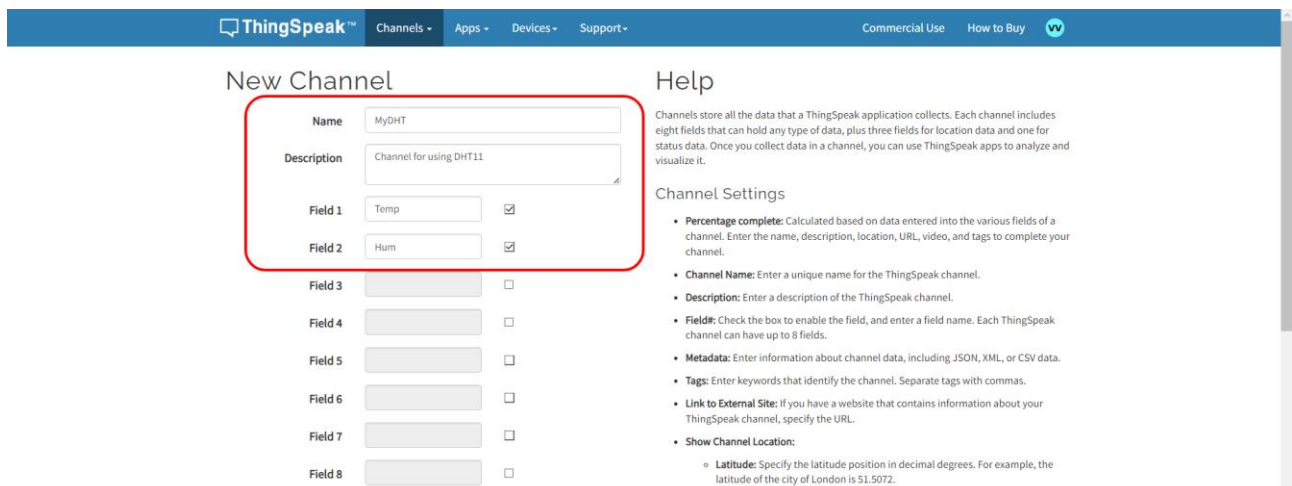 ThingSpeak™ Channels Apps Devices Support Commercial Use How to Buy VV
New Channel
Name MyDHT
Description Channel for using DHT11
Field 1 Temp
Field 2 Hum
Field 3
Field 4
Field 5
Field 6
Field 7
Field 8
Help
Channels store all the data that a ThingSpeak application collects. Each channel includes
eight fields that can hold any type of data, plus three fields for location data and one for
status data. Once you collect data in a channel, you can use ThingSpeak apps to analyze and
visualize it.
Channel Settings
• Percentage complete: Calculated based on data entered into the various fields of a
channel. Enter the name, description, location, URL, video, and tags to complete your
channel.
• Channel Name: Enter a unique name for the ThingSpeak channel.
• Description: Enter a description of the ThingSpeak channel.
• Field#: Check the box to enable the field, and enter a field name. Each ThingSpeak
channel can have up to 8 fields.
• Metadata: Enter information about channel data, including JSON, XML, or CSV data.
• Tags: Enter keywords that identify the channel. Separate tags with commas.
• Link to External Site: If you have a website that contains information about your
ThingSpeak channel, specify the URL.
• Show Channel Location:
◦ Latitude: Specify the latitude position in decimal degrees. For example, the
latitude of the city of London is 51.5072.